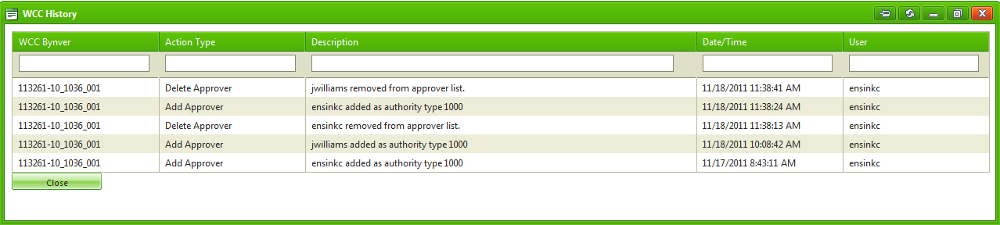 WCC History
WCC Bynver Action Type Description Date/Time User
113261-10_1036_001 Delete Approver jwilliams removed from approver list. 11/18/2011 11:38:41 AM ensinkc
113261-10_1036_001 Add Approver ensinkc added as authority type 1000 11/18/2011 11:38:24 AM ensinkc
113261-10_1036_001 Delete Approver ensinkc removed from approver list. 11/18/2011 11:38:13 AM ensinkc
113261-10_1036_001 Add Approver jwilliams added as authority type 1000 11/18/2011 10:08:42 AM ensinkc
113261-10_1036_001 Add Approver ensinkc added as authority type 1000 11/17/2011 8:43:11 AM ensinkc
Close